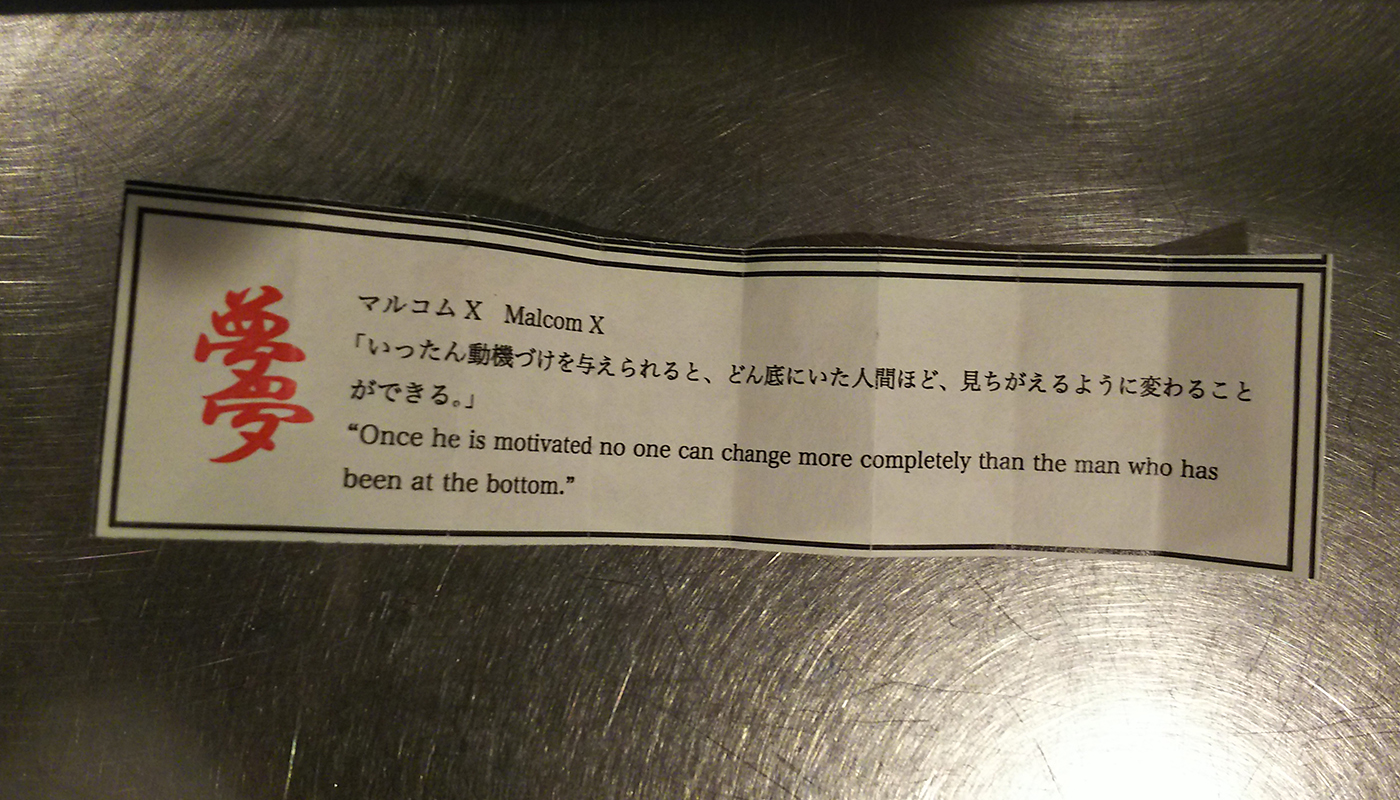 夢
夢
マルコムX Malcom X
「いったん動機づけを与えられると、どん底にいた人間ほど、見ちがえるように変わること
ができる。」
“Once he is motivated no one can change more completely than the man who has
been at the bottom.”